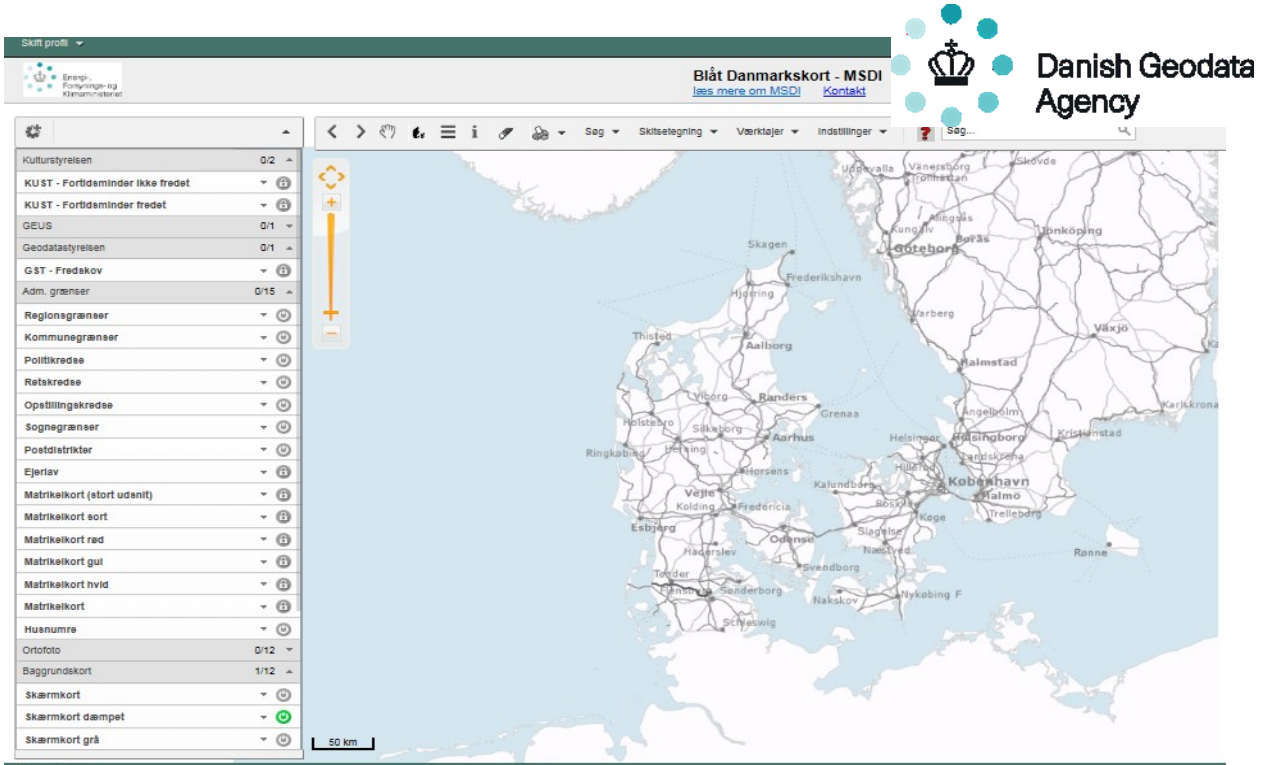 Skift profil
Energi-,
Forsynings- og
Klimaministeriet
Blåt Danmarkskort - MSDI
læs mere om MSDI Kontakt
Danish Geodata
Agency
Søg Skitsetegning Værktøjer Indstillinger ? Søg...
Kulturstyrelsen 0/2
KUST - Fortidsminder ikke fredet
KUST - Fortidsminder fredet
GEUS 0/1
Geodatastyrelsen 0/1
GST - Fredskov
Adm. grænser 0/15
Regionsgrænser
Kommunegrænser
Politikredse
Retskredse
Opstillingskredse
Sognegrænser
Postdistrikter
Ejerlav
Matrikelkort (stort udsnit)
Matrikelkort sort
Matrikelkort rød
Matrikelkort gul
Matrikelkort hvid
Matrikelkort
Husnumre
Ortofoto 0/12
Baggrundskort 1/12
Skærmkort
Skærmkort dæmpet
Skærmkort grå
Uddevalla
Vänersborg
Trollhättan
Skövde
Alingsås
Kungälv
Borås
Jönköping
Göteborg
Skagen
Frederikshavn
Hjørring
Varberg
Växjö
Thisted
Aalborg
Halmstad
Viborg
Randers
Grenaa
Ängelholm
Karlskrona
Holstebro
Silkeborg
Aarhus
Helsingør
Helsingborg
Kristianstad
Ringkøbing
Herning
Landskrona
Horsens
Hillerød
Kalundborg
København
Vejle
Malmö
Kolding
Fredericia
Roskilde
Trelleborg
Køge
Esbjerg
Odense
Slagelse
Haderslev
Næstved
Rønne
Svendborg
Tønder
Flensburg
Sønderborg
Nakskov
Nykøbing F
Schleswig
50 km